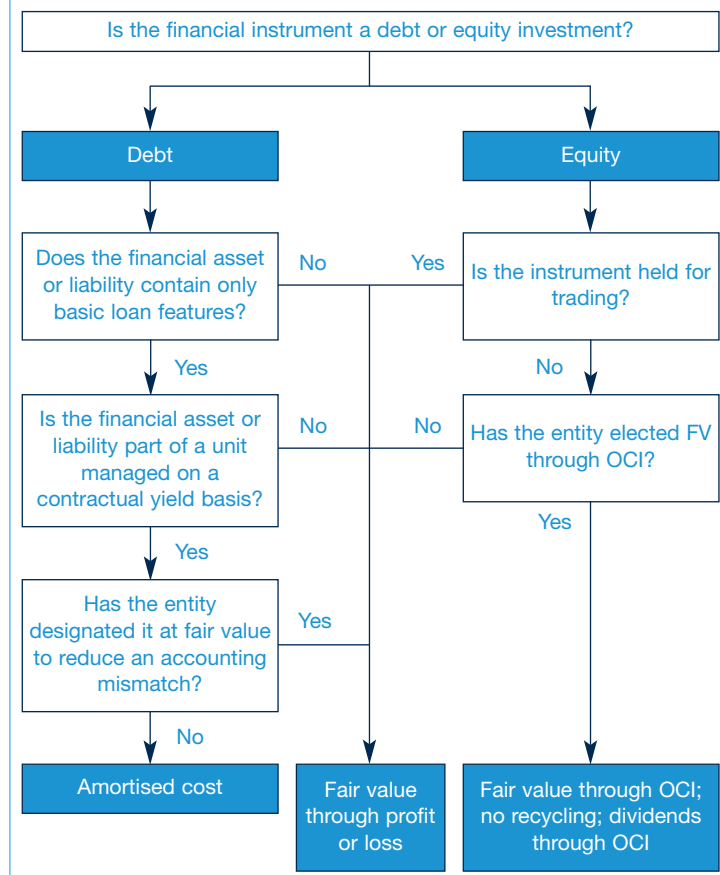 Is the financial instrument a debt or equity investment?
Debt
Equity
Does the financial asset
or liability contain only
basic loan features?
No
Yes
Is the instrument held for
trading?
Yes
No
Is the financial asset or
liability part of a unit
managed on a
contractual yield basis?
No
No
Has the entity elected FV
through OCI?
Yes
Yes
Has the entity
designated it at fair value
to reduce an accounting
mismatch?
Yes
No
Amortised cost
Fair value
through profit
or loss
Fair value through OCI;
no recycling; dividends
through OCI